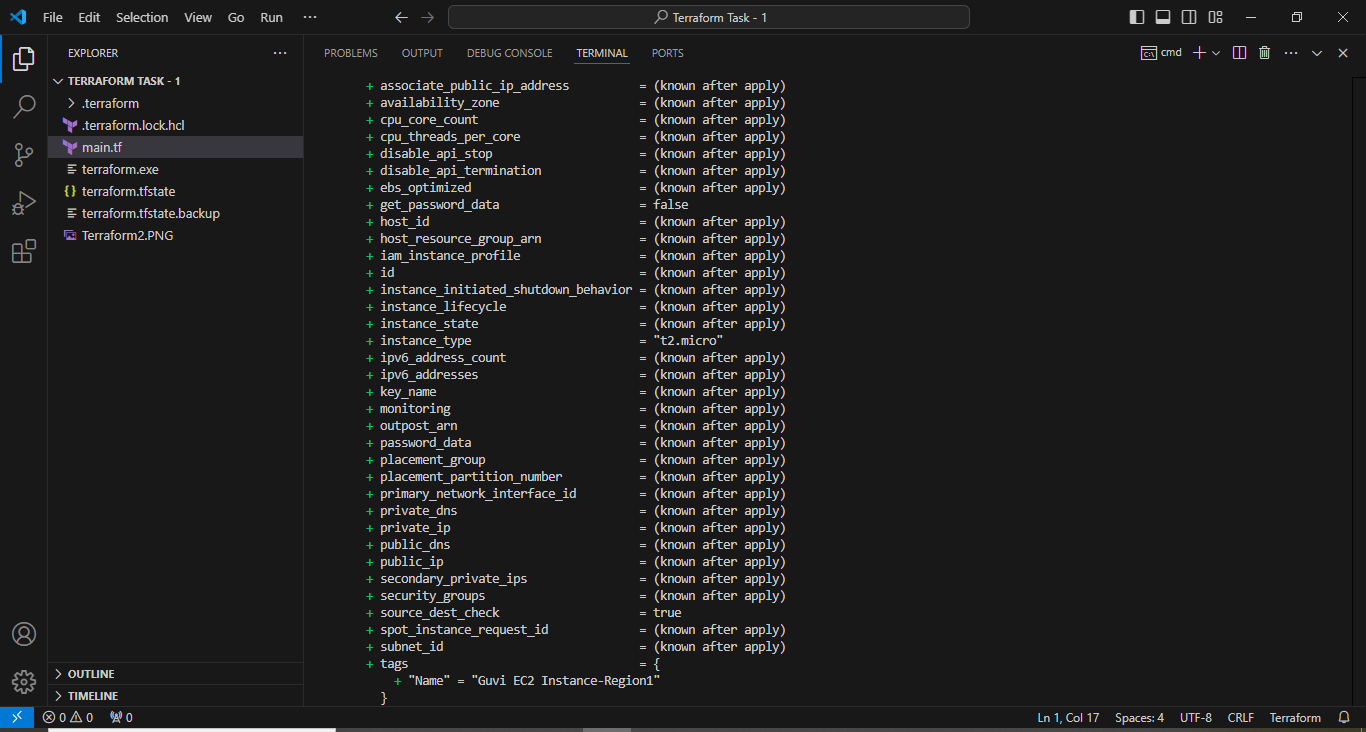 File Edit Selection View Go Run ··· Terraform Task - 1
EXPLORER ···
TERRAFORM TASK - 1
.terraform
.terraform.lock.hcl
main.tf
terraform.exe
{} terraform.tfstate
terraform.tfstate.backup
Terraform2.PNG
OUTLINE
TIMELINE
PROBLEMS OUTPUT DEBUG CONSOLE TERMINAL PORTS cmd
+ associate_public_ip_address = (known after apply)
+ availability_zone = (known after apply)
+ cpu_core_count = (known after apply)
+ cpu_threads_per_core = (known after apply)
+ disable_api_stop = (known after apply)
+ disable_api_termination = (known after apply)
+ ebs_optimized = (known after apply)
+ get_password_data = false
+ host_id = (known after apply)
+ host_resource_group_arn = (known after apply)
+ iam_instance_profile = (known after apply)
+ id = (known after apply)
+ instance_initiated_shutdown_behavior = (known after apply)
+ instance_lifecycle = (known after apply)
+ instance_state = (known after apply)
+ instance_type = "t2.micro"
+ ipv6_address_count = (known after apply)
+ ipv6_addresses = (known after apply)
+ key_name = (known after apply)
+ monitoring = (known after apply)
+ outpost_arn = (known after apply)
+ password_data = (known after apply)
+ placement_group = (known after apply)
+ placement_partition_number = (known after apply)
+ primary_network_interface_id = (known after apply)
+ private_dns = (known after apply)
+ private_ip = (known after apply)
+ public_dns = (known after apply)
+ public_ip = (known after apply)
+ secondary_private_ips = (known after apply)
+ security_groups = (known after apply)
+ source_dest_check = true
+ spot_instance_request_id = (known after apply)
+ subnet_id = (known after apply)
+ tags = {
+ "Name" = "Guvi EC2 Instance-Region1"
}
0 0 0 Ln 1, Col 17 Spaces: 4 UTF-8 CRLF Terraform